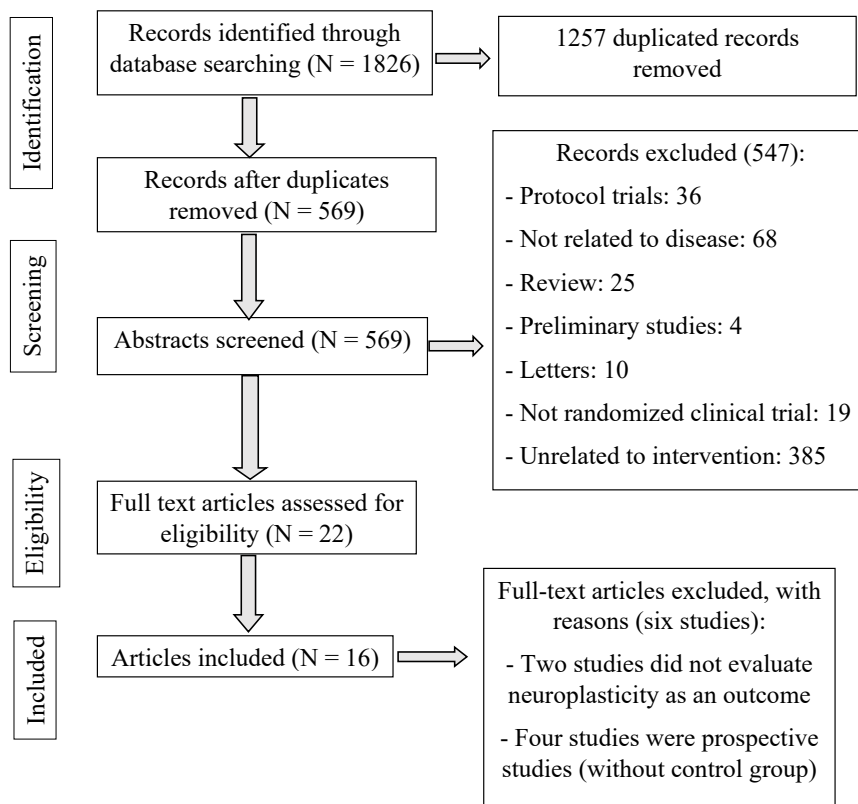 Identification
Records identified through
database searching (N = 1826)
1257 duplicated records
removed
Records after duplicates
removed (N = 569)
Screening
Abstracts screened (N = 569)
Records excluded (547):
- Protocol trials: 36
- Not related to disease: 68
- Review: 25
- Preliminary studies: 4
- Letters: 10
- Not randomized clinical trial: 19
- Unrelated to intervention: 385
Eligibility
Full text articles assessed for
eligibility (N = 22)
Included
Articles included (N = 16)
Full-text articles excluded, with
reasons (six studies):
- Two studies did not evaluate
neuroplasticity as an outcome
- Four studies were prospective
studies (without control group)